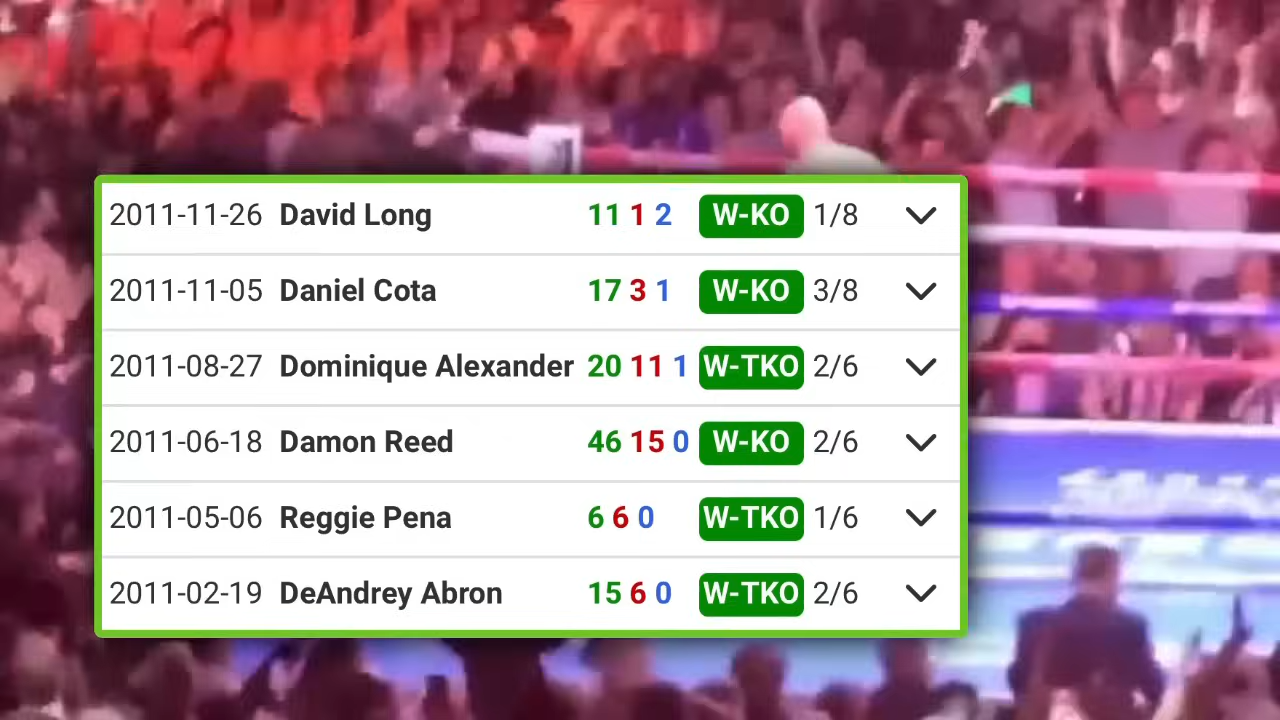 2011-11-26 David Long 11 1 2 W-KO 1/8
2011-11-05 Daniel Cota 17 3 1 W-KO 3/8
2011-08-27 Dominique Alexander 20 11 1 W-TKO 2/6
2011-06-18 Damon Reed 46 15 0 W-KO 2/6
2011-05-06 Reggie Pena 6 6 0 W-TKO 1/6
2011-02-19 DeAndrey Abron 15 6 0 W-TKO 2/6